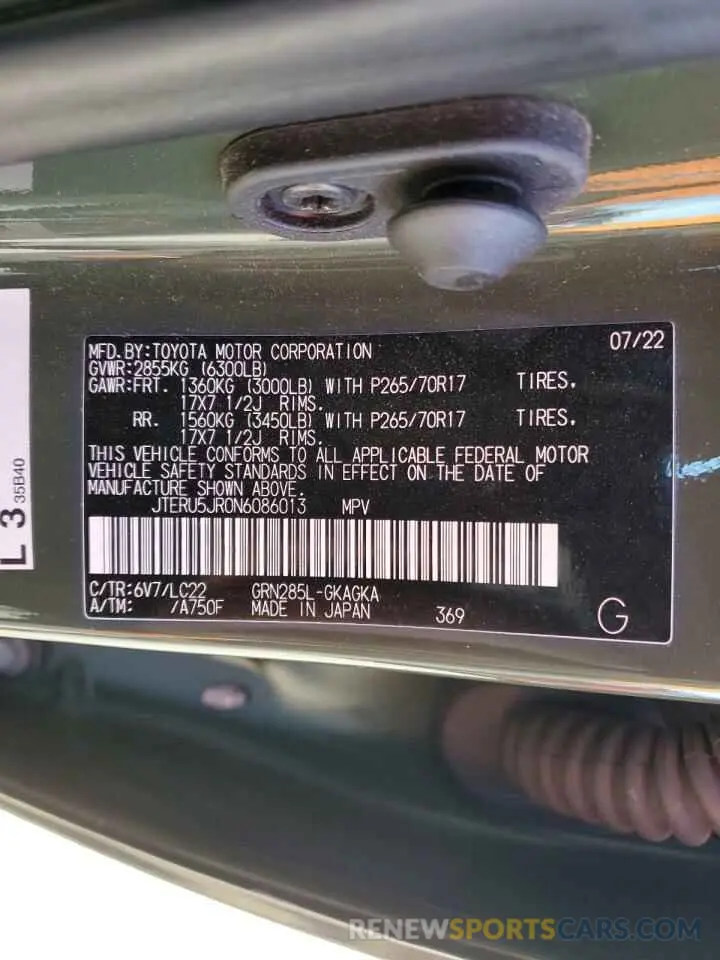 MFD. BY: TOYOTA MOTOR CORPORATION 07/22
GVWR: 2855KG (6300LB)
GAWR: FRT. 1360KG (3000LB) WITH P265/70R17 TIRES.
17X7 1/2J RIMS.
RR. 1560KG (3450LB) WITH P265/70R17 TIRES.
17X7 1/2J RIMS.
THIS VEHICLE CONFORMS TO ALL APPLICABLE FEDERAL MOTOR
VEHICLE SAFETY STANDARDS IN EFFECT ON THE DATE OF
MANUFACTURE SHOWN ABOVE.
JTERU5JR0N6086013 MPV
C/TR: 6V7/LC22 GRN285L-GKAGKA
A/TM: /A750F MADE IN JAPAN 369
G
L 3
35B40
RENEWSPORTSCARS.COM